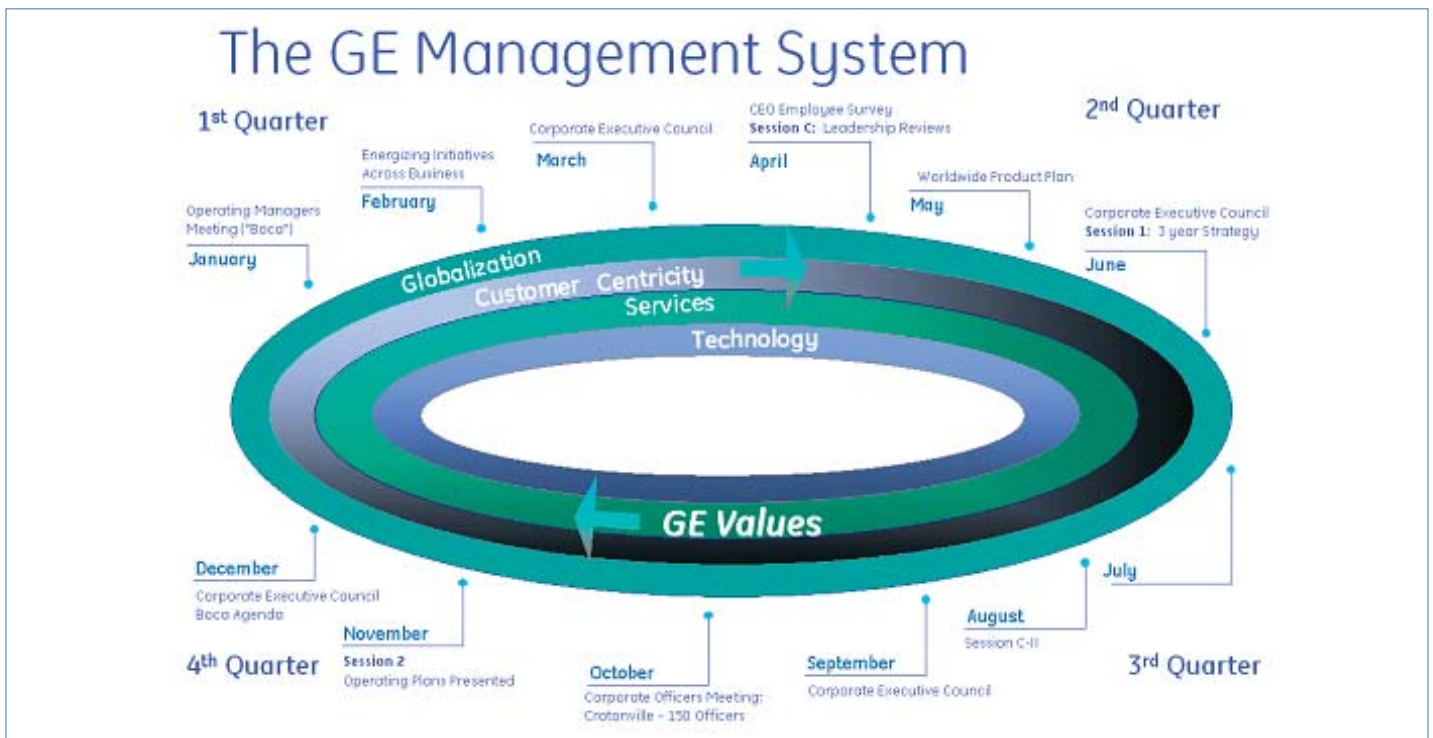 The GE Management System
1st Quarter
Operating Managers
Meeting ("Boca")
January
Energizing Initiatives
Across Business
February
Corporate Executive Council
March
CEO Employee Survey
Session C: Leadership Reviews
April
2nd Quarter
Worldwide Product Plan
May
Corporate Executive Council
Session 1: 3 year Strategy
June
Globalization
Customer Centricity
Services
Technology
GE Values
July
3rd Quarter
August
Session C-II
September
Corporate Executive Council
October
Corporate Officers Meeting:
Crotonville - 150 Officers
November
Session 2
Operating Plans Presented
December
Corporate Executive Council
Boca Agenda
4th Quarter